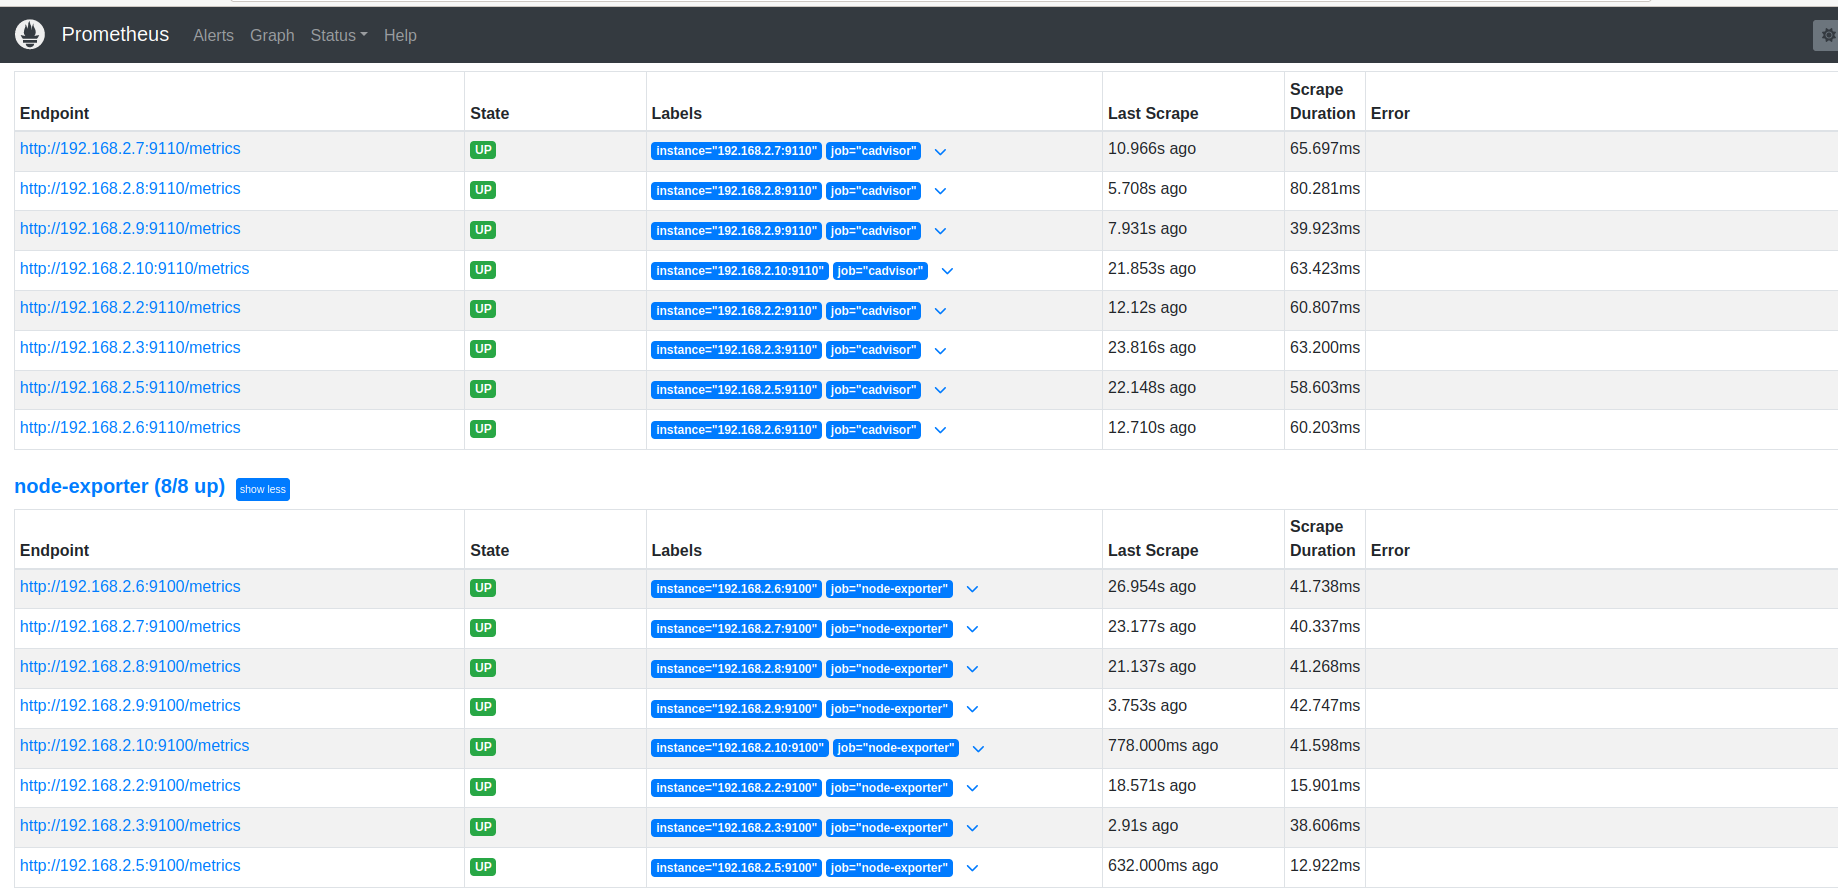 Prometheus Alerts Graph Status Help
Endpoint State Labels Last Scrape Scrape Duration Error
http://192.168.2.7:9110/metrics UP instance="192.168.2.7:9110" job="cadvisor" 10.966s ago 65.697ms
http://192.168.2.8:9110/metrics UP instance="192.168.2.8:9110" job="cadvisor" 5.708s ago 80.281ms
http://192.168.2.9:9110/metrics UP instance="192.168.2.9:9110" job="cadvisor" 7.931s ago 39.923ms
http://192.168.2.10:9110/metrics UP instance="192.168.2.10:9110" job="cadvisor" 21.853s ago 63.423ms
http://192.168.2.2:9110/metrics UP instance="192.168.2.2:9110" job="cadvisor" 12.12s ago 60.807ms
http://192.168.2.3:9110/metrics UP instance="192.168.2.3:9110" job="cadvisor" 23.816s ago 63.200ms
http://192.168.2.5:9110/metrics UP instance="192.168.2.5:9110" job="cadvisor" 22.148s ago 58.603ms
http://192.168.2.6:9110/metrics UP instance="192.168.2.6:9110" job="cadvisor" 12.710s ago 60.203ms
node-exporter (8/8 up) show less
Endpoint State Labels Last Scrape Scrape Duration Error
http://192.168.2.6:9100/metrics UP instance="192.168.2.6:9100" job="node-exporter" 26.954s ago 41.738ms
http://192.168.2.7:9100/metrics UP instance="192.168.2.7:9100" job="node-exporter" 23.177s ago 40.337ms
http://192.168.2.8:9100/metrics UP instance="192.168.2.8:9100" job="node-exporter" 21.137s ago 41.268ms
http://192.168.2.9:9100/metrics UP instance="192.168.2.9:9100" job="node-exporter" 3.753s ago 42.747ms
http://192.168.2.10:9100/metrics UP instance="192.168.2.10:9100" job="node-exporter" 778.000ms ago 41.598ms
http://192.168.2.2:9100/metrics UP instance="192.168.2.2:9100" job="node-exporter" 18.571s ago 15.901ms
http://192.168.2.3:9100/metrics UP instance="192.168.2.3:9100" job="node-exporter" 2.91s ago 38.606ms
http://192.168.2.5:9100/metrics UP instance="192.168.2.5:9100" job="node-exporter" 632.000ms ago 12.922ms